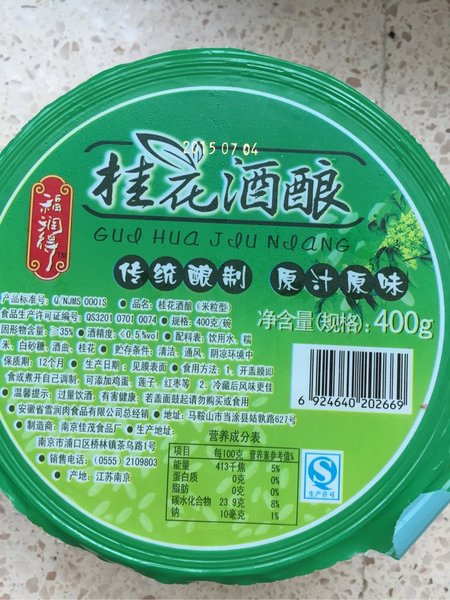 2015 07 04
桂花酒酿
GUI HUA JIU NIANG
福润得
传统酿制 原汁原味
产品标准号: Q/NJMS 0001S ●品名: 桂花酒酿(米粒型)
食品生产许可证编号: QS3201 0701 0074 ●规格: 400克/碗
固形物含量: ≥35% ●酒精度: <0.5%vol ●配料表: 饮用水、糯
米、白砂糖、酒曲、桂花 ●贮存条件: 清洁、通风、阴凉环境中
保质期: 12个月 ●生产日期: 见膜表面 ●食用方法: 1、开盖膜即
食或煮开自己调制,可添加鸡蛋、莲子、红枣等 2、冷藏后风味更佳
●温馨提示: 过量饮酒,有害健康; 若盖面鼓起请勿购买或食用
●安徽省雪润肉食品有限公司总经销 ●地址: 马鞍山市当涂县姑孰路627号
●制造商: 南京佳茂食品厂 ●生产地址:
南京市浦口区桥林镇茶乌路1号
●销售电话: (0555) 2109803
●产地: 江苏南京
净含量(规格): 400g
6 924640 202669
营养成分表
项目 每100克 营养素参考值%
能量 413千焦 5%
蛋白质 0克 0%
脂肪 0克 0%
碳水化合物 23.9克 8%
钠 10毫克 1%
QS
生产许可